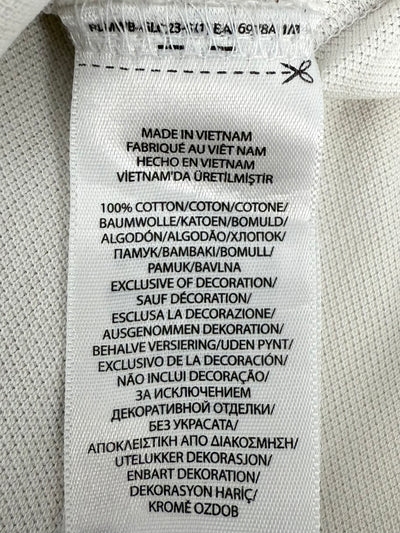 MADE IN VIETNAM
FABRIQUÉ AU VIÊT NAM
HECHO EN VIETNAM
VİETNAM'DA ÜRETİLMİŞTİR
100% COTTON/COTON/COTONE/
BAUMWOLLE/KATOEN/BOMULD/
ALGODÓN/ALGODÃO/ХЛОПОК/
ПАМУК/ΒΑΜΒΑΚΙ/BOMULL/
PAMUK/BAVLNA
EXCLUSIVE OF DECORATION/
SAUF DÉCORATION/
ESCLUSA LA DECORAZIONE/
AUSGENOMMEN DEKORATION/
BEHALVE VERSIERING/UDEN PYNT/
EXCLUSIVO DE DECORACIÓN/
NÃO INCLUI DECORAÇÃO/
ЗА ИСКЛЮЧЕНИЕМ
ДЕКОРАТИВНОЙ ОТДЕЛКИ/
БЕЗ УКРАСАТА/
ΑΠΟΚΛΕΙΣΤΙΚΗ ΑΠΟ ΔΙΑΚΟΣΜΗΣΗ/
UTELUKKER DEKORASJON/
ENBART DEKORATION/
DEKORASYON HARİÇ/
KROMĚ OZDOB